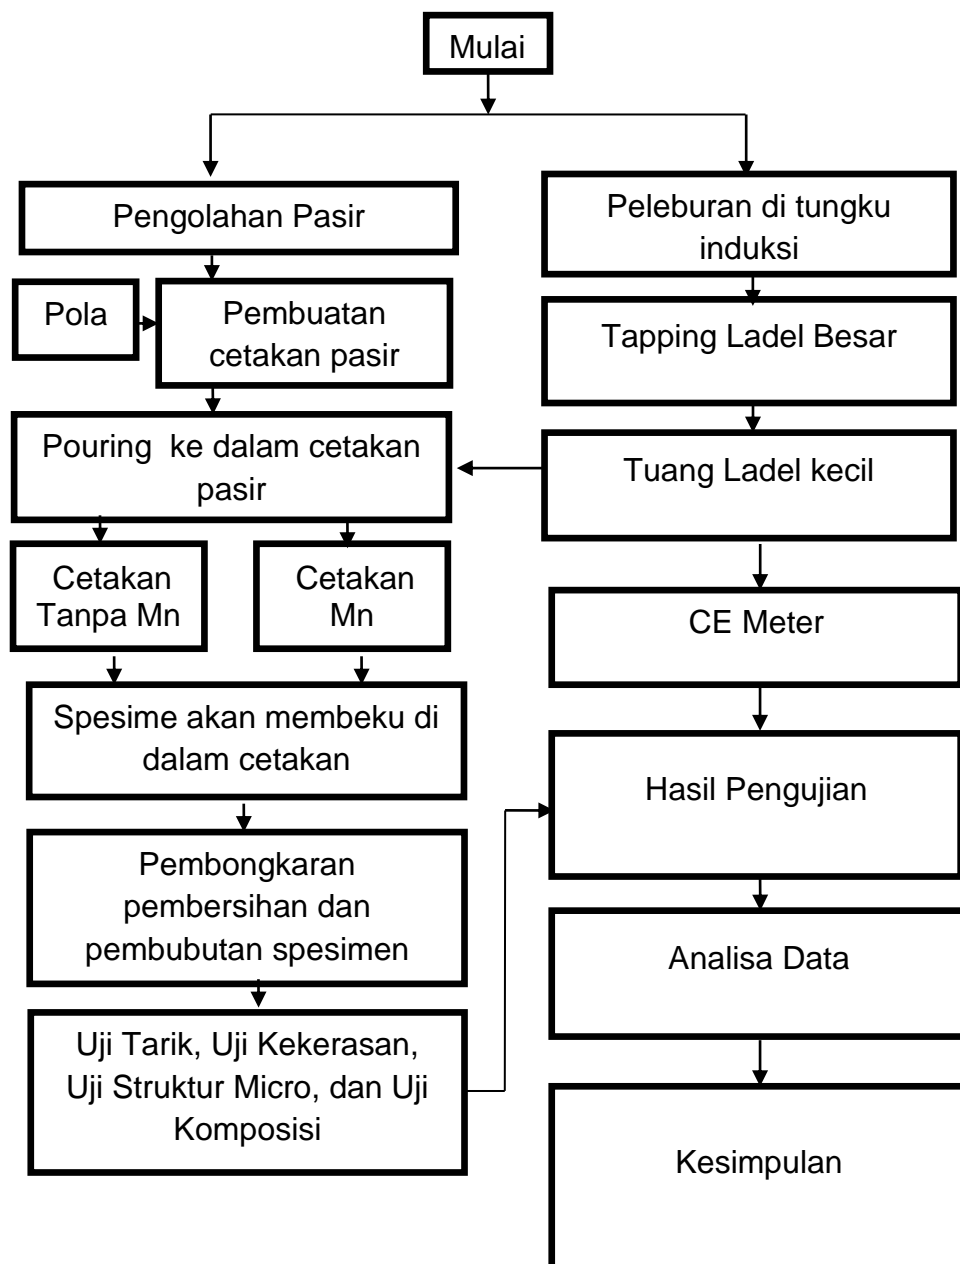 Mulai
Pengolahan Pasir
Pola
Pembuatan
cetakan pasir
Pouring  ke dalam cetakan
pasir
Cetakan
Tanpa Mn
Cetakan
Mn
Spesime akan membeku di
dalam cetakan
Pembongkaran
pembersihan dan
pembubutan spesimen
Uji Tarik, Uji Kekerasan,
Uji Struktur Micro, dan Uji
Komposisi
Peleburan di tungku
induksi
Tapping Ladel Besar
Tuang Ladel kecil
CE Meter
Hasil Pengujian
Analisa Data
Kesimpulan